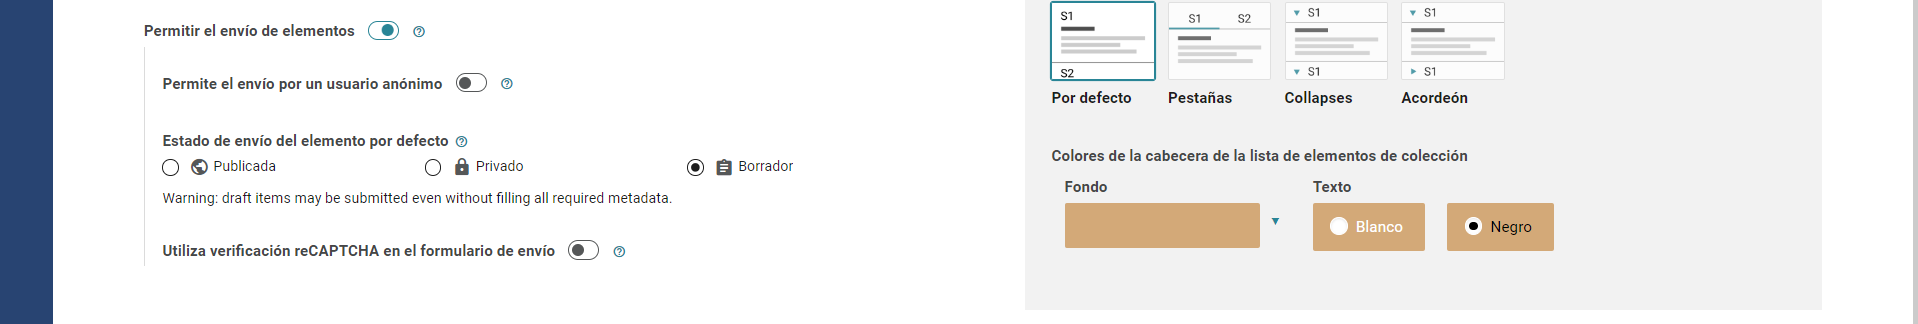 Permitir el envío de elementos
Permite el envío por un usuario anónimo
Estado de envío del elemento por defecto
Publicada
Privado
Borrador
Warning: draft items may be submitted even without filling all required metadata.
Utiliza verificación reCAPTCHA en el formulario de envío
S1
S2
S1 S2
S1
S1
S1
S1
Por defecto
Pestañas
Collapses
Acordeón
Colores de la cabecera de la lista de elementos de colección
Fondo
Texto
Blanco
Negro